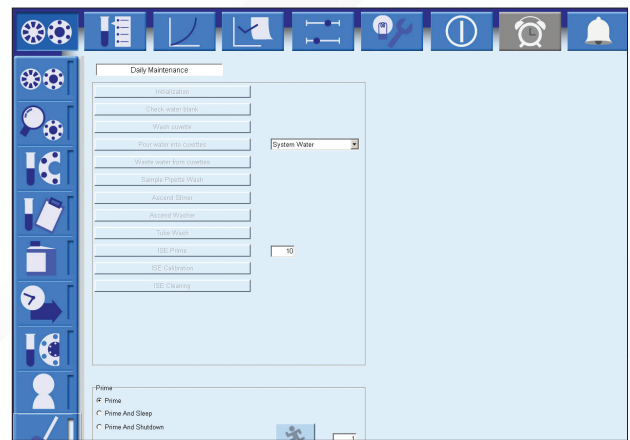 Daily Maintenance
Initialization
Check water blank
Wash cuvette
Pour water into cuvettes
System Water
Waste water from cuvettes
Sample Pipette Wash
Ascend Stirrer
Ascend Washer
Tube Wash
ISE Prime
10
ISE Calibration
ISE Cleaning
Prime
Prime
Prime And Sleep
Prime And Shutdown
1